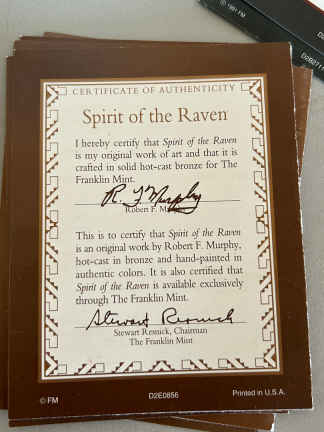 © 1991 FM
CERTIFICATE OF AUTHENTICITY
Spirit of the Raven
I hereby certify that Spirit of the Raven
is my original work of art and that it is
crafted in solid hot-cast bronze for The
Franklin Mint.
R. F Murphy
Robert F.
This is to certify that Spirit of the Raven
is an original work by Robert F. Murphy,
hot-cast in bronze and hand-painted in
authentic colors. It is also certified that
Spirit of the Raven is available exclusively
through The Franklin Mint.
Stewart Resnick
Stewart Resnick, Chairman
The Franklin Mint
© FM D2E0856 Printed in U.S.A.